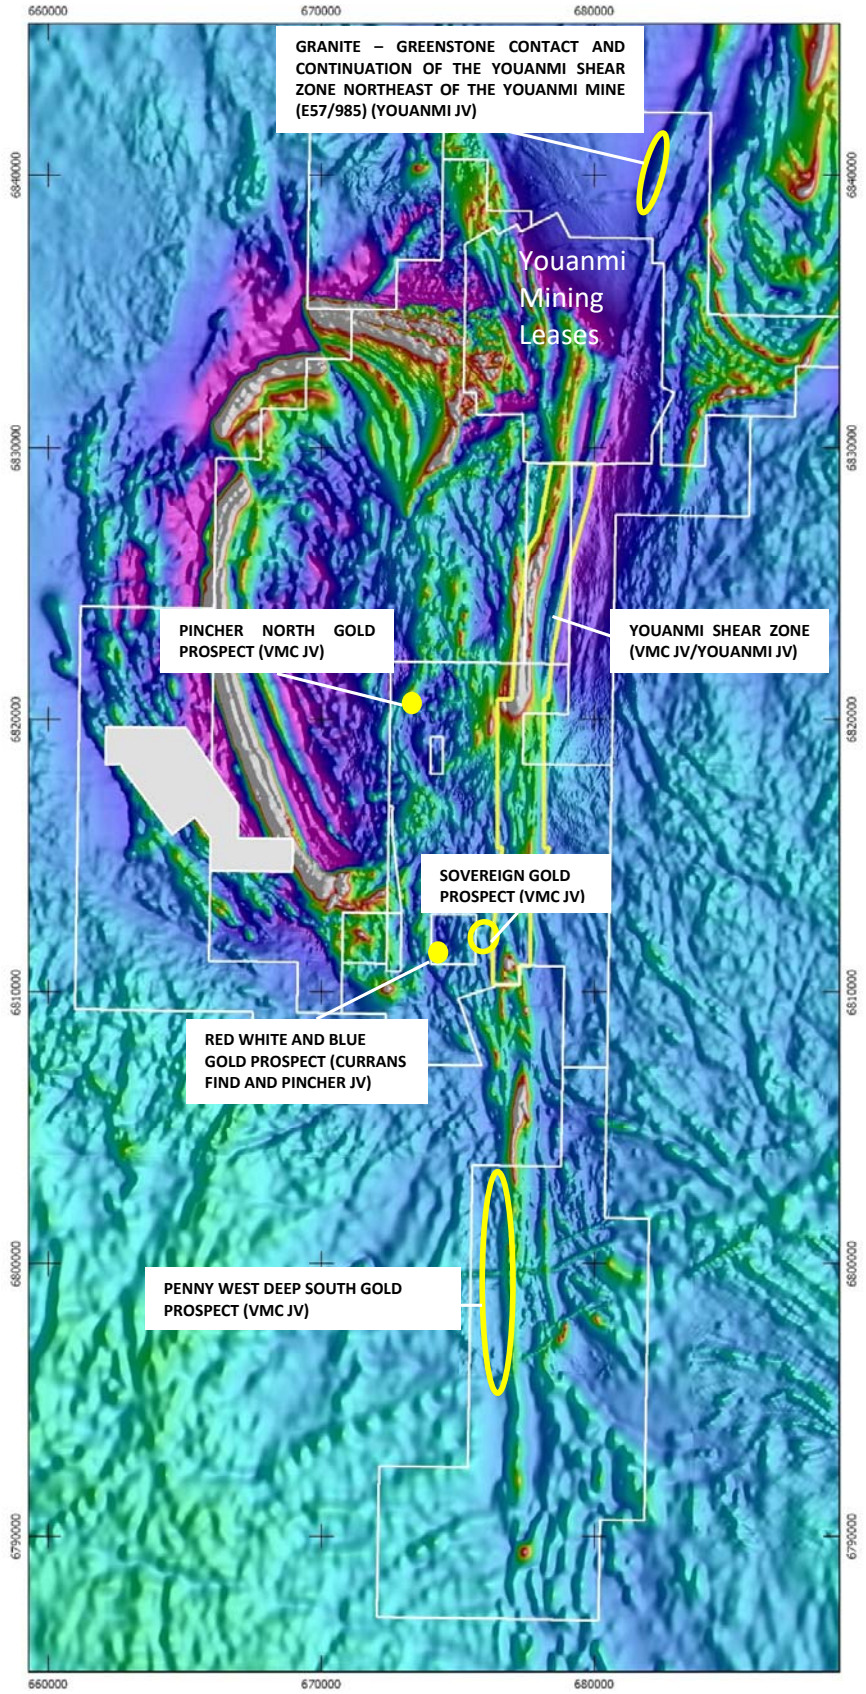 660000
670000
680000
GRANITE – GREENSTONE CONTACT AND
CONTINUATION OF THE YOUANMI SHEAR
ZONE NORTHEAST OF THE YOUANMI MINE
(E57/985) (YOUANMI JV)
6840000
6840000
Youanmi
Mining
Leases
6830000
6830000
PINCHER NORTH GOLD
PROSPECT (VMC JV)
YOUANMI SHEAR ZONE
(VMC JV/YOUANMI JV)
6820000
6820000
SOVEREIGN GOLD
PROSPECT (VMC JV)
6810000
6810000
RED WHITE AND BLUE
GOLD PROSPECT (CURRANS
FIND AND PINCHER JV)
6800000
6800000
PENNY WEST DEEP SOUTH GOLD
PROSPECT (VMC JV)
6790000
6790000
660000
670000
680000